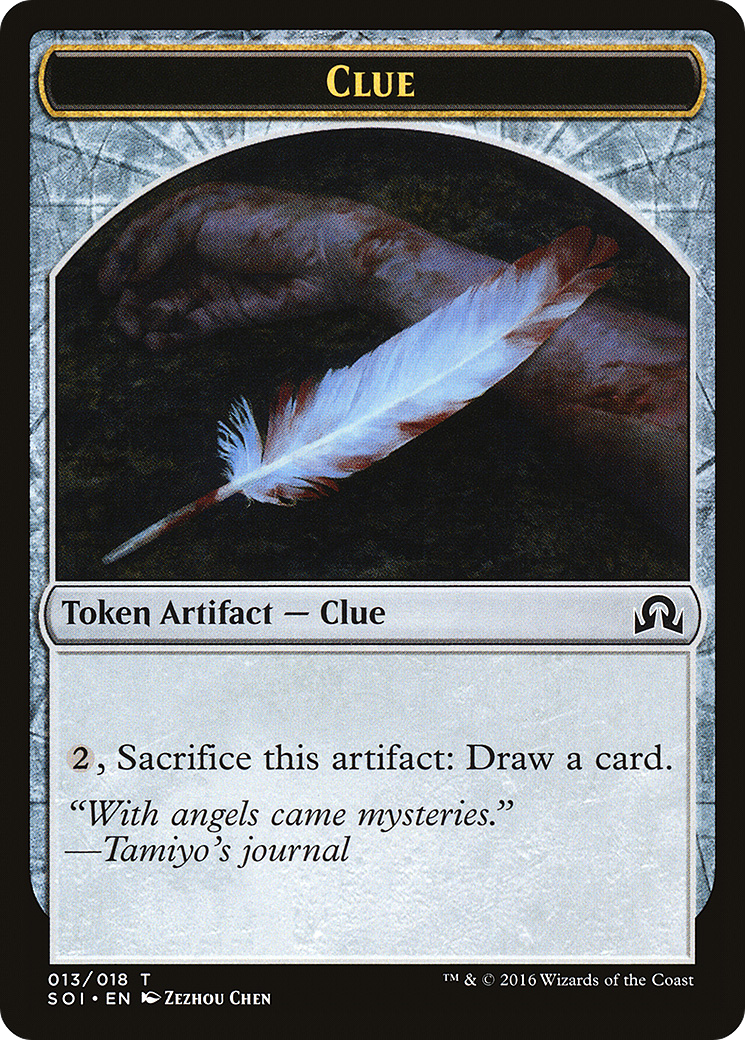 Clue
Token Artifact — Clue
2, Sacrifice this artifact: Draw a card.
“With angels came mysteries.”
—Tamiyo’s journal
013/018 T
SOI • EN Zezhou Chen
™ & © 2016 Wizards of the Coast